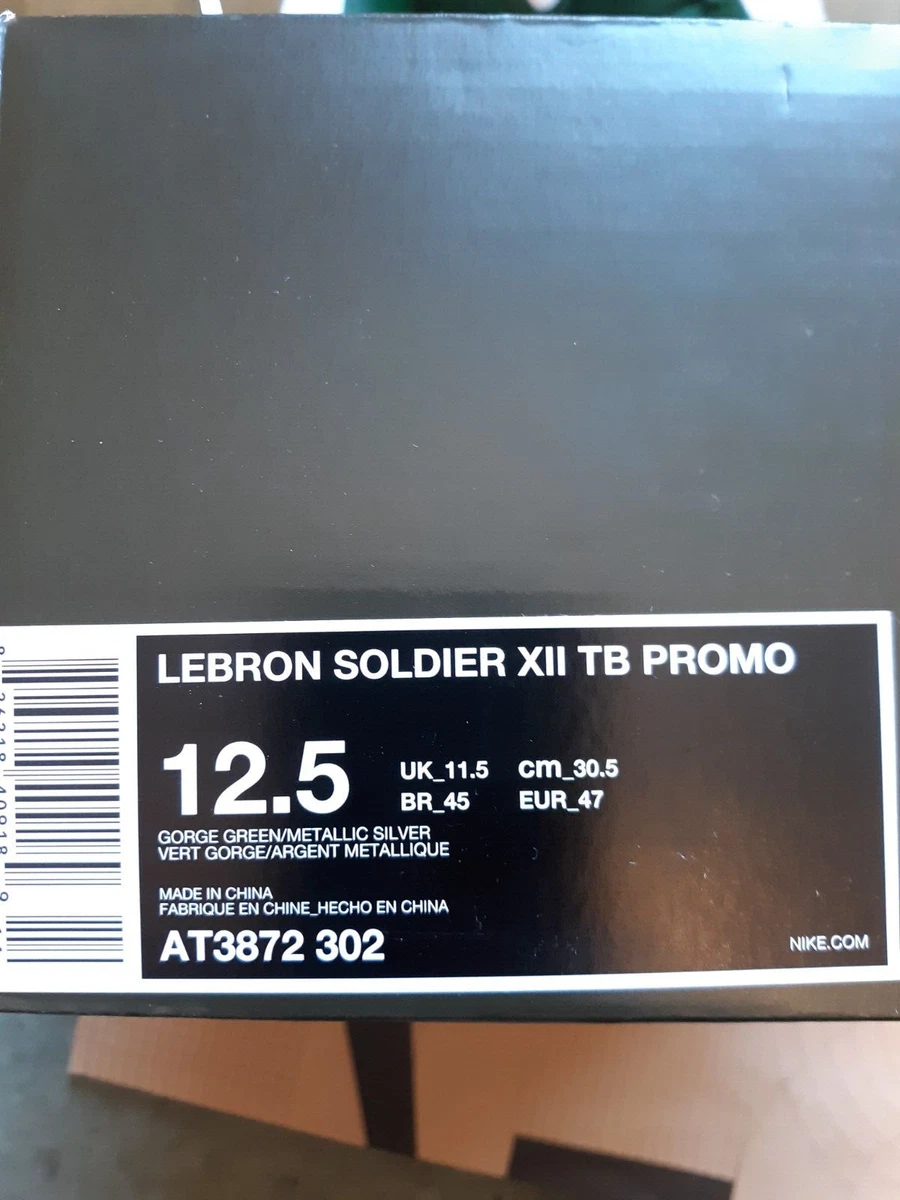 LEBRON SOLDIER XII TB PROMO
12.5
UK_11.5 cm_30.5
BR_45 EUR_47
GORGE GREEN/METALLIC SILVER
VERT GORGE/ARGENT METALLIQUE
MADE IN CHINA
FABRIQUE EN CHINE_HECHO EN CHINA
AT3872 302
NIKE.COM